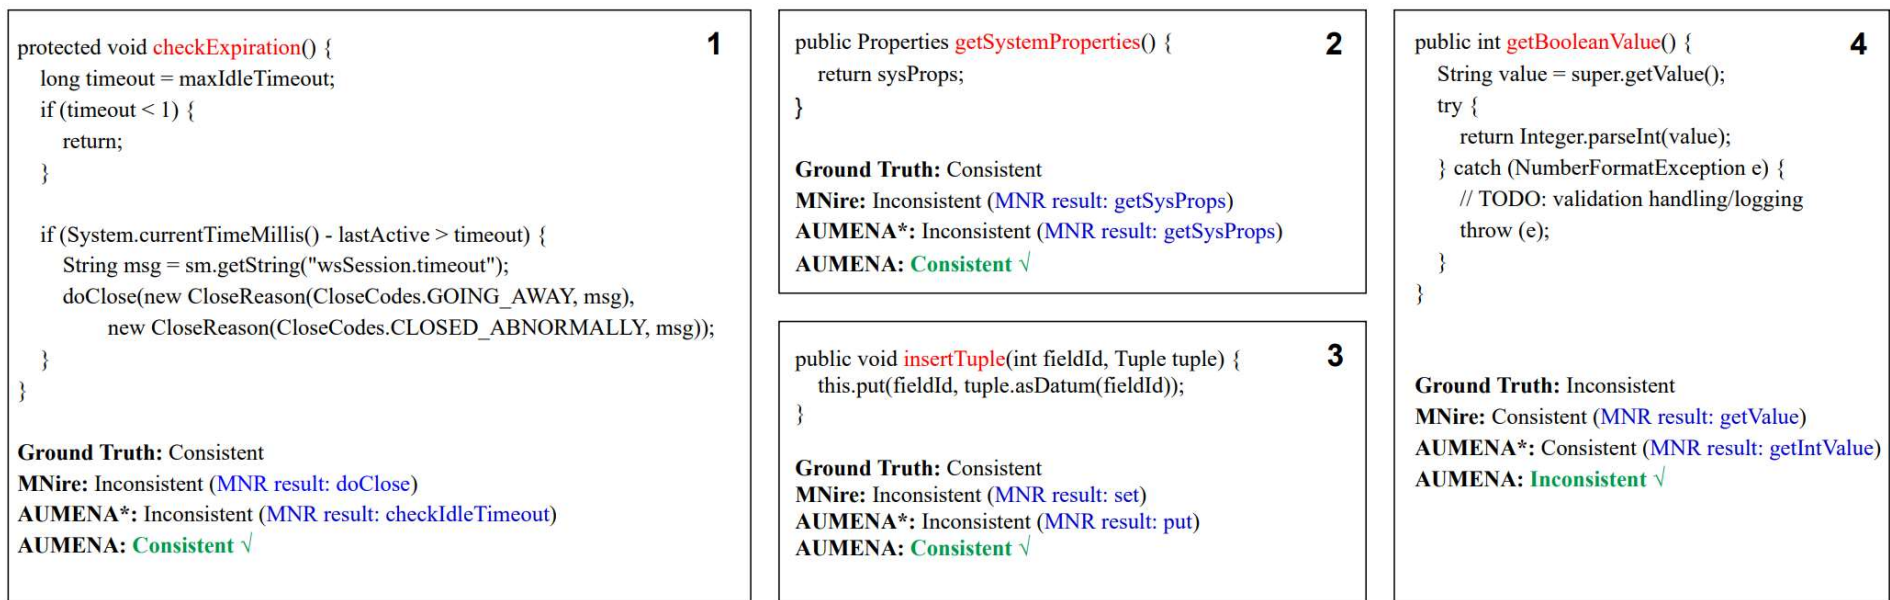 1
protected void checkExpiration() {
long timeout = maxIdleTimeout;
if (timeout < 1) {
return;
}
if (System.currentTimeMillis() - lastActive > timeout) {
String msg = sm.getString("wsSession.timeout");
doClose(new CloseReason(CloseCodes.GOING_AWAY, msg),
new CloseReason(CloseCodes.CLOSED_ABNORMALLY, msg));
}
}
Ground Truth: Consistent
MNire: Inconsistent (MNR result: doClose)
AUMENA*: Inconsistent (MNR result: checkIdleTimeout)
AUMENA: Consistent √
2
public Properties getSystemProperties() {
return sysProps;
}
Ground Truth: Consistent
MNire: Inconsistent (MNR result: getSysProps)
AUMENA*: Inconsistent (MNR result: getSysProps)
AUMENA: Consistent √
3
public void insertTuple(int fieldId, Tuple tuple) {
this.put(fieldId, tuple.asDatum(fieldId));
}
Ground Truth: Consistent
MNire: Inconsistent (MNR result: set)
AUMENA*: Inconsistent (MNR result: put)
AUMENA: Consistent √
4
public int getBooleanValue() {
String value = super.getValue();
try {
return Integer.parseInt(value);
} catch (NumberFormatException e) {
// TODO: validation handling/logging
throw (e);
}
}
Ground Truth: Inconsistent
MNire: Consistent (MNR result: getValue)
AUMENA*: Consistent (MNR result: getIntValue)
AUMENA: Inconsistent √